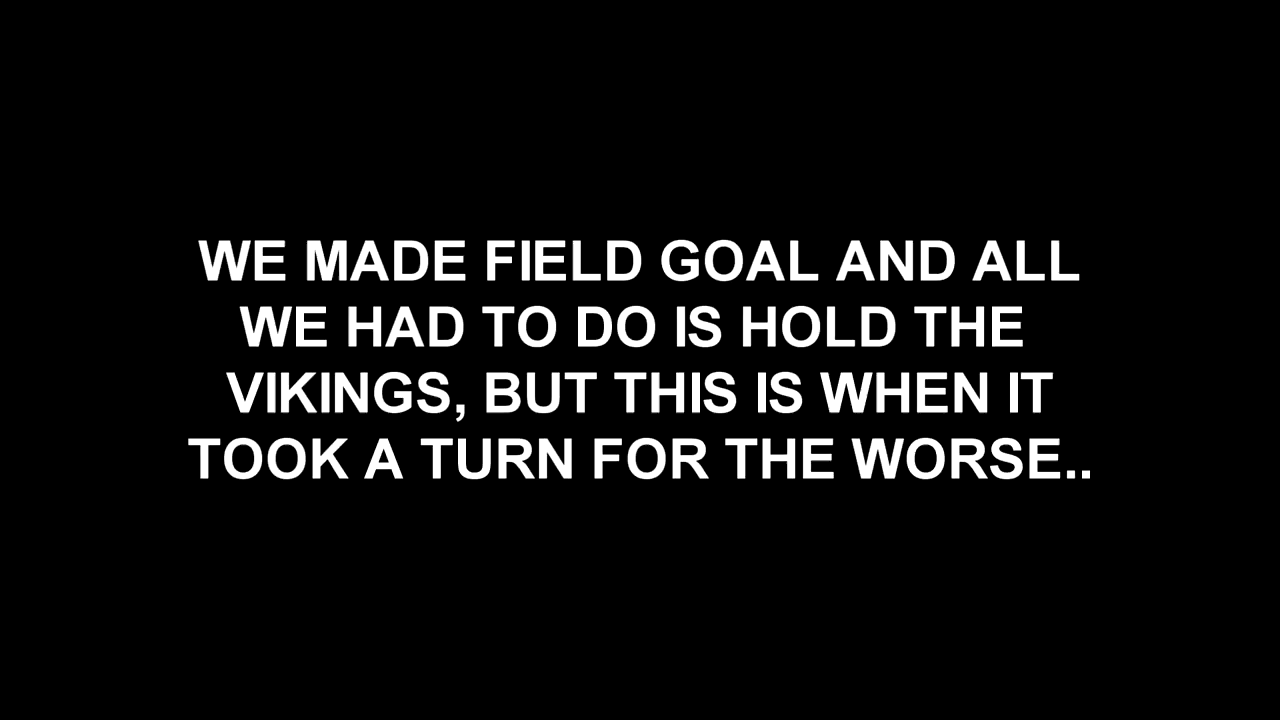 WE MADE FIELD GOAL AND ALL
WE HAD TO DO IS HOLD THE
VIKINGS, BUT THIS IS WHEN IT
TOOK A TURN FOR THE WORSE..